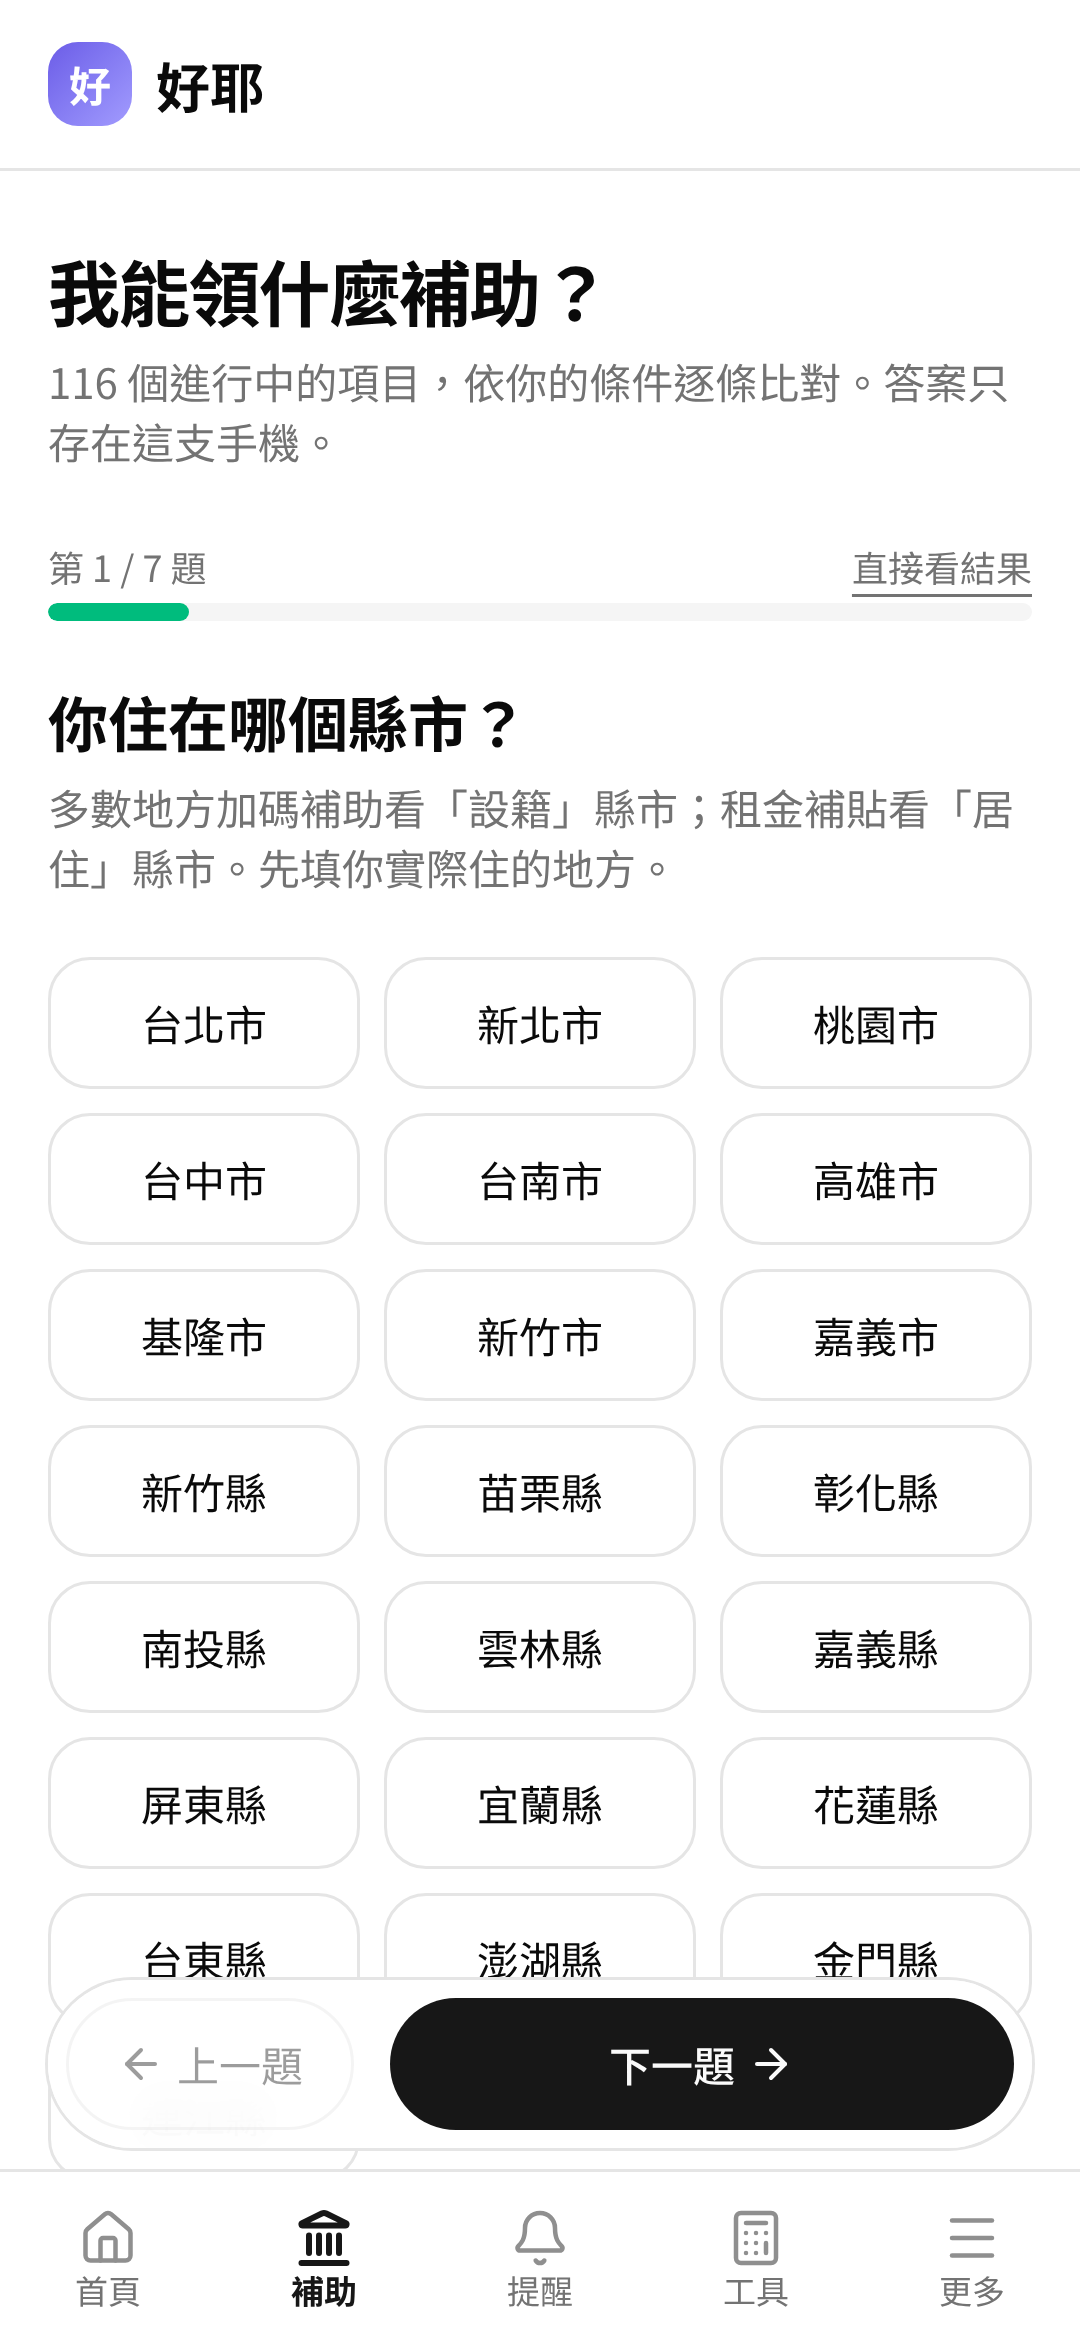 好 好耶
我能領什麼補助？
116 個進行中的項目，依你的條件逐條比對。答案只
存在這支手機。
第 1 / 7 題 直接看結果
你住在哪個縣市？
多數地方加碼補助看「設籍」縣市；租金補貼看「居
住」縣市。先填你實際住的地方。
台北市 新北市 桃園市
台中市 台南市 高雄市
基隆市 新竹市 嘉義市
新竹縣 苗栗縣 彰化縣
南投縣 雲林縣 嘉義縣
屏東縣 宜蘭縣 花蓮縣
台東縣 澎湖縣 金門縣
上一題 下一題
首頁 補助 提醒 工具 更多